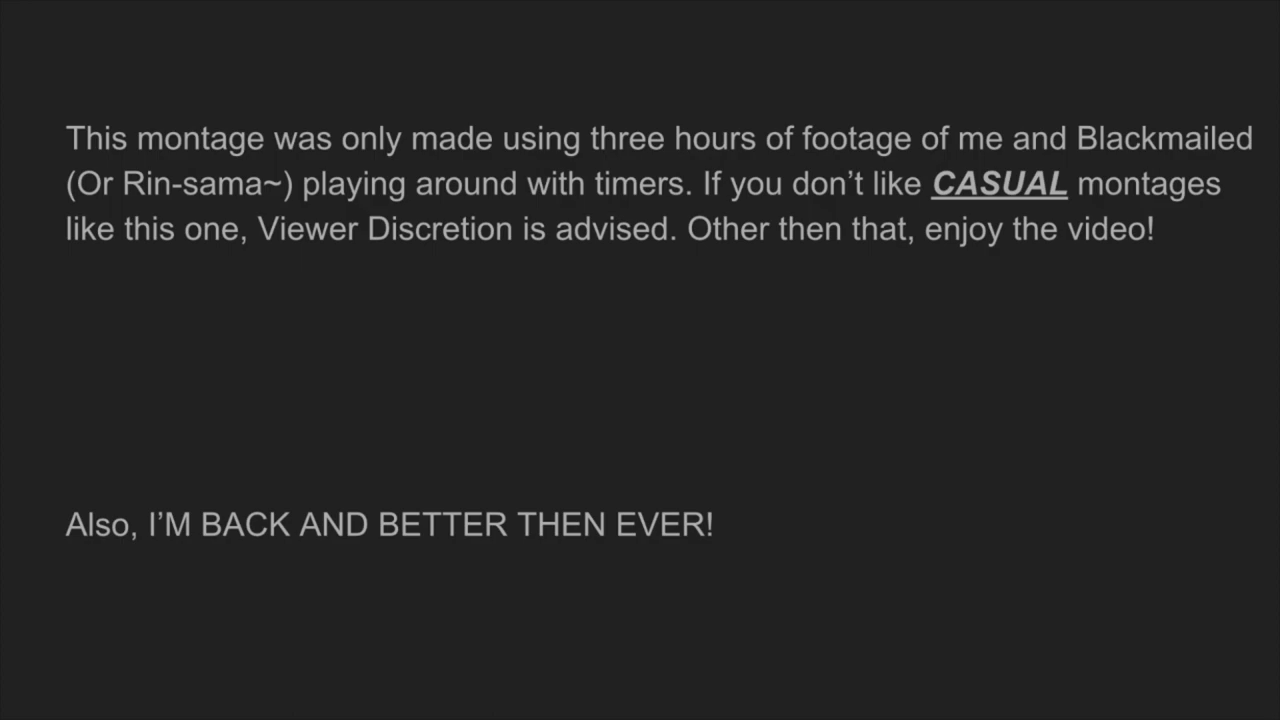 This montage was only made using three hours of footage of me and Blackmailed
(Or Rin-sama~) playing around with timers. If you don’t like CASUAL montages
like this one, Viewer Discretion is advised. Other then that, enjoy the video!
Also, I’M BACK AND BETTER THEN EVER!